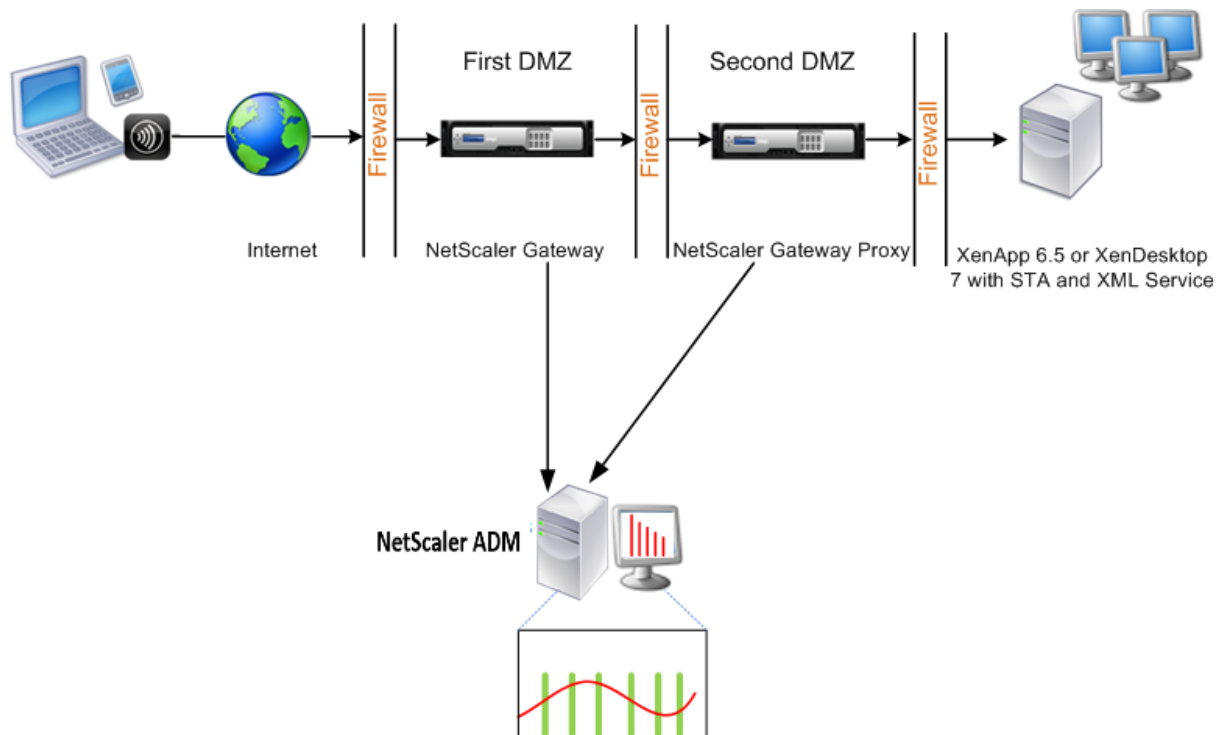 First DMZ
Second DMZ
Firewall
Firewall
Firewall
Internet
NetScaler Gateway
NetScaler Gateway Proxy
XenApp 6.5 or XenDesktop
7 with STA and XML Service
NetScaler ADM